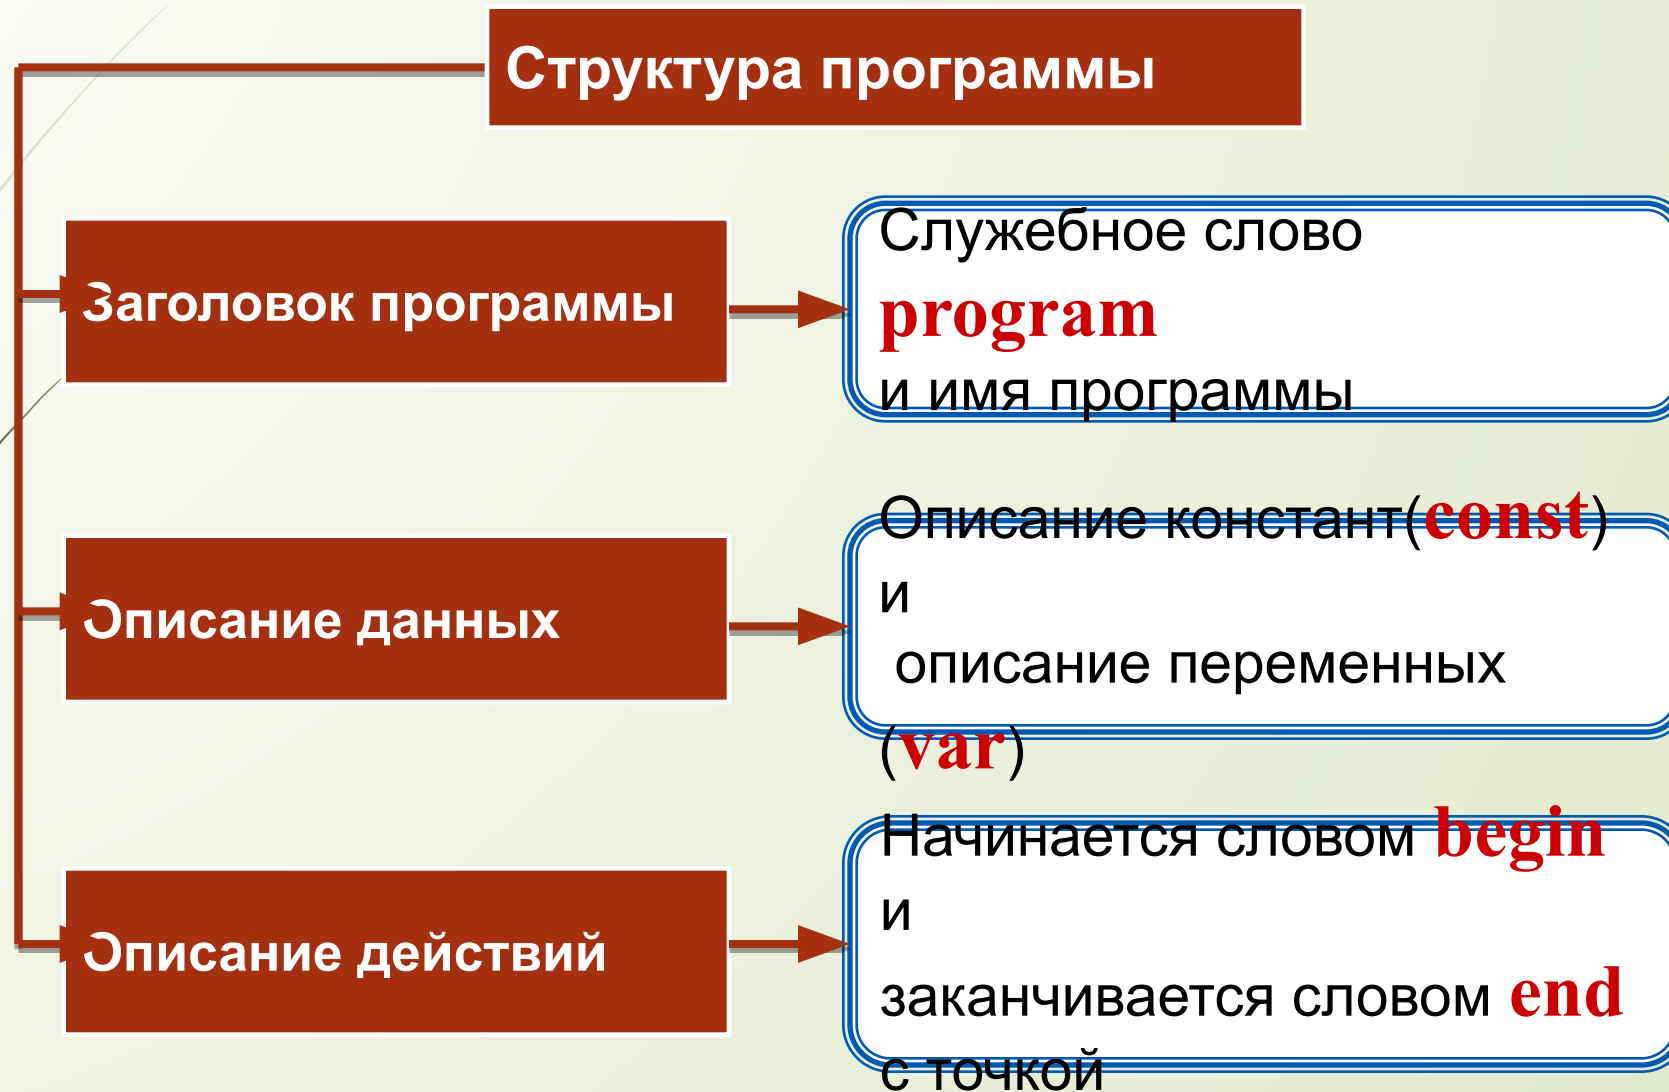 Структура программы
Заголовок программы
Служебное слово
program
и имя программы
Описание данных
Описание констант(const)
и
описание переменных
(var)
Описание действий
Начинается словом begin
и
заканчивается словом end
с точкой